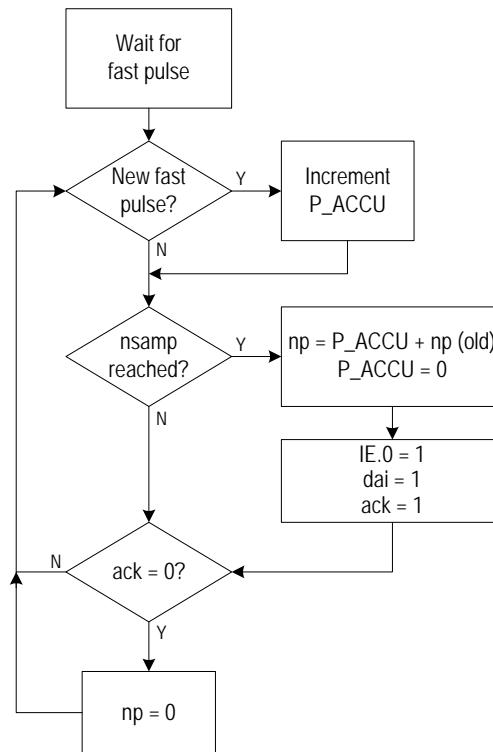 Wait for
fast pulse
New fast
pulse?
Y
Increment
P_ACCU
N
nsamp
reached?
Y
np = P_ACCU + np (old)
P_ACCU = 0
N
IE.0 = 1
dai = 1
ack = 1
N
ack = 0?
Y
np = 0